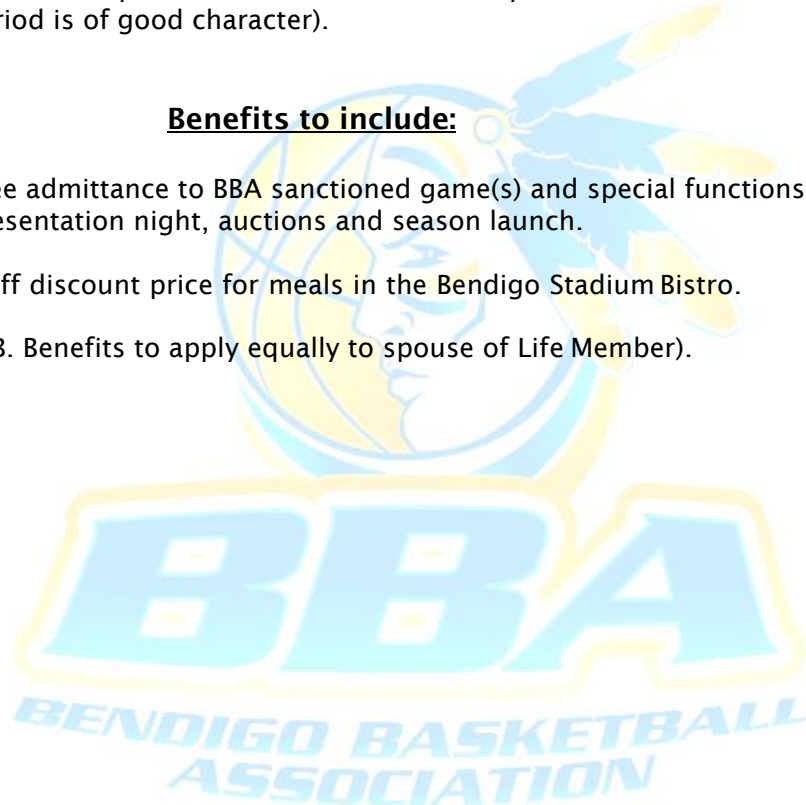 riod is of good character).
Benefits to include:
ee admittance to BBA sanctioned game(s) and special functions
esentation night, auctions and season launch.
ff discount price for meals in the Bendigo Stadium Bistro.
. Benefits to apply equally to spouse of Life Member).
BBA
BENDIGO BASKETBALL
ASSOCIATION